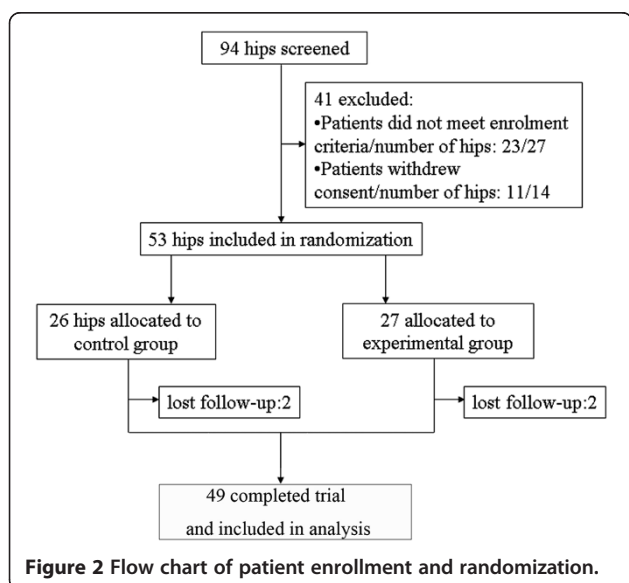 94 hips screened
41 excluded:
•Patients did not meet enrolment
criteria/number of hips: 23/27
•Patients withdrew
consent/number of hips: 11/14
53 hips included in randomization
26 hips allocated to
control group
27 allocated to
experimental group
lost follow-up:2
lost follow-up:2
49 completed trial
and included in analysis
Figure 2 Flow chart of patient enrollment and randomization.